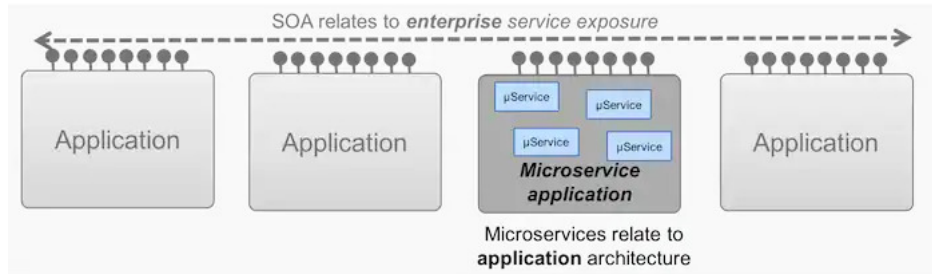 SOA relates to enterprise service exposure
Application
Application
µService
µService
µService
µService
Microservice
application
Application
Microservices relate to
application architecture